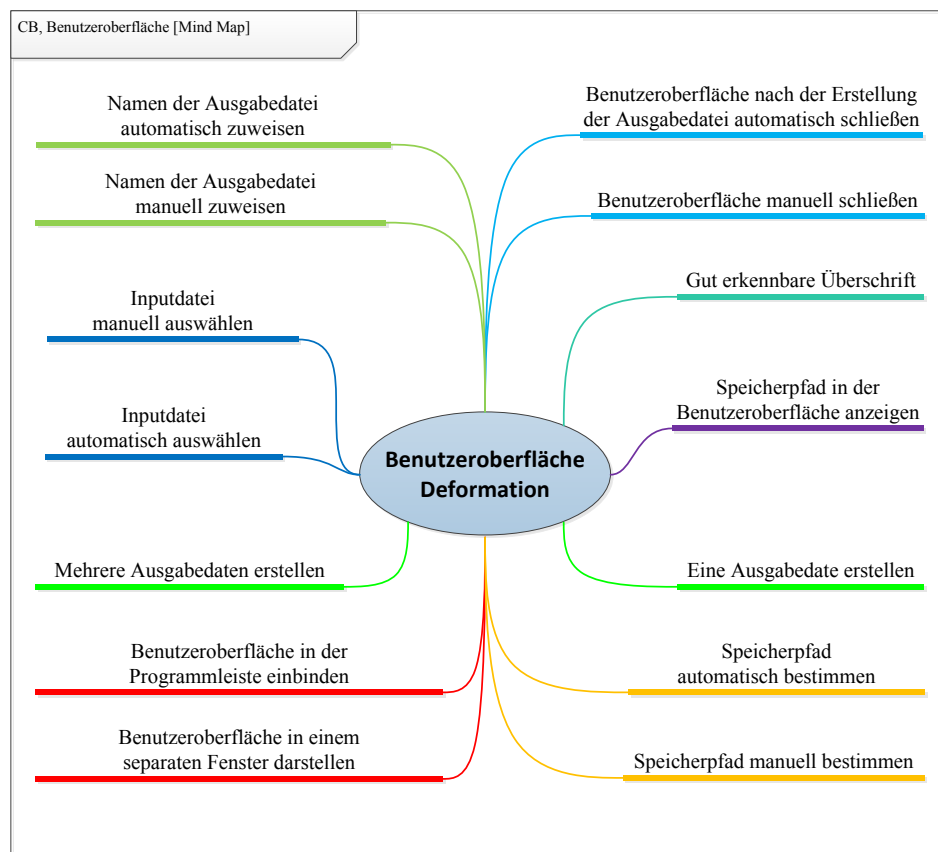 CB, Benutzeroberfläche [Mind Map]
Namen der Ausgabedatei
automatisch zuweisen
Namen der Ausgabedatei
manuell zuweisen
Inputdatei
manuell auswählen
Inputdatei
automatisch auswählen
Mehrere Ausgabedaten erstellen
Benutzeroberfläche in der
Programmleiste einbinden
Benutzeroberfläche in einem
separaten Fenster darstellen
Benutzeroberfläche
Deformation
Benutzeroberfläche nach der Erstellung
der Ausgabedatei automatisch schließen
Benutzeroberfläche manuell schließen
Gut erkennbare Überschrift
Speicherpfad in der
Benutzeroberfläche anzeigen
Eine Ausgabedate erstellen
Speicherpfad
automatisch bestimmen
Speicherpfad manuell bestimmen